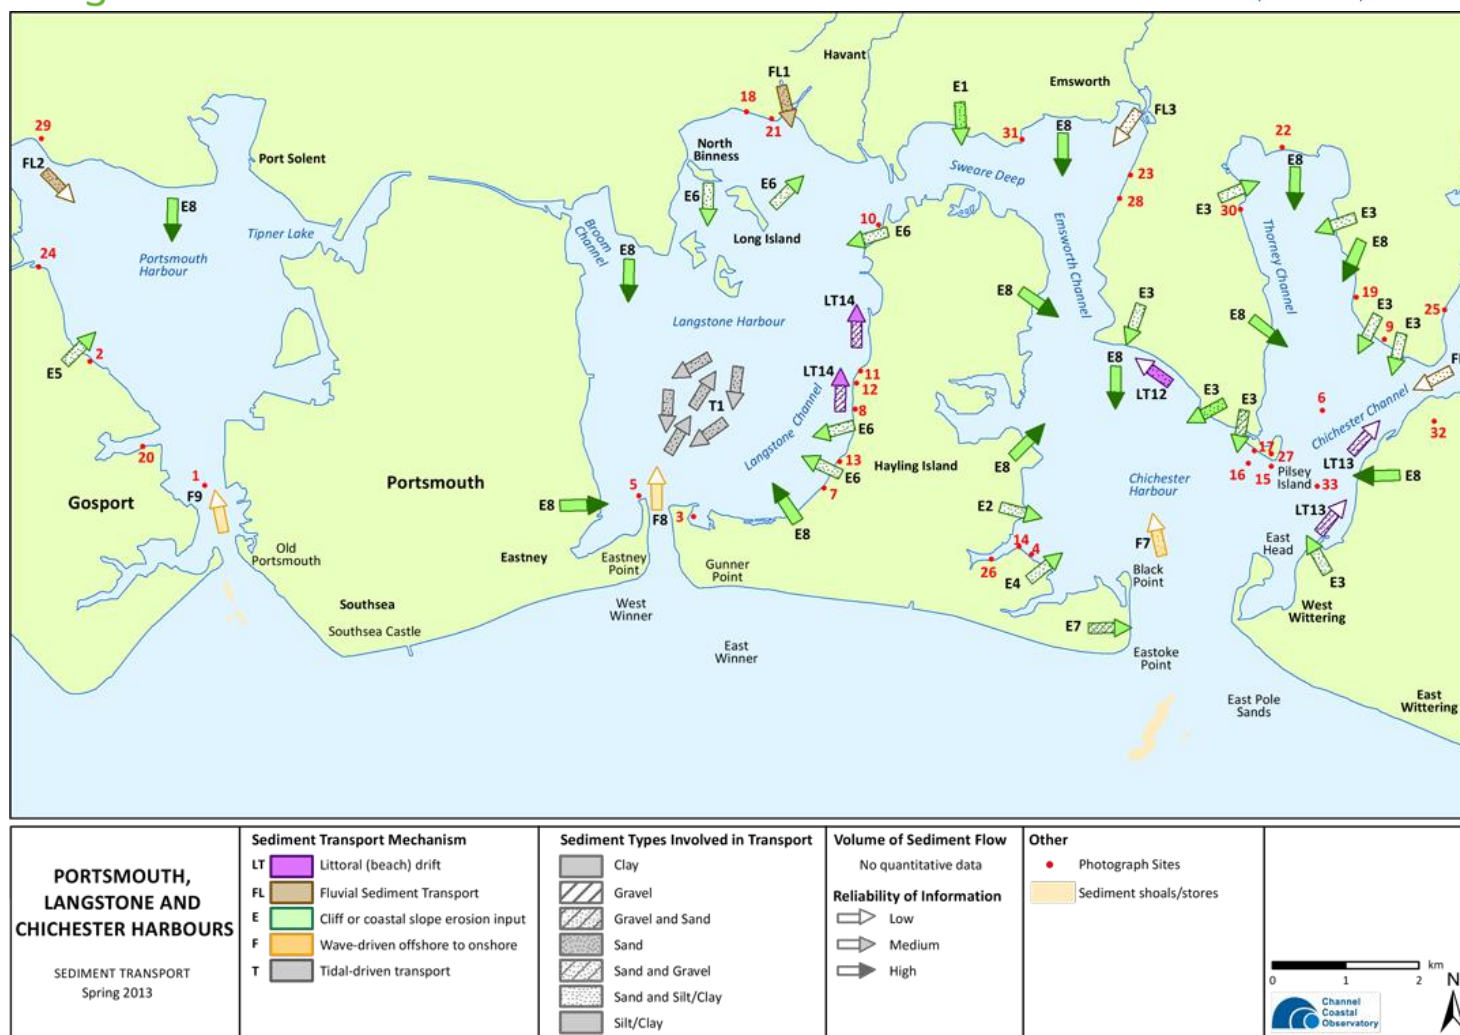 Havant
FL1
Emsworth
18
E1
21
29
31
E8
FL3
22
North
Binness
Port Solent
FL2
Sweare Deep
E8
23
E6
E6
28
E3
30
E3
E8
Tipner Lake
10
E6
Broom
Channel
Long Island
Emsworth Channel
Thorney Channel
24
Portsmouth
Harbour
E8
E8
E8
19
LT14
E3
E3
25
Langstone Harbour
E8
9
2
E5
E8
LT14
11
12
T1
LT12
E3
E3
6
8
Langstone Channel
Chichester Channel
32
E6
20
17
27
13
Hayling Island
16
15
LT13
1
E6
E8
Pilsey
Island
33
E8
Gosport
F9
Portsmouth
5
7
Chichester
Harbour
E8
F8
3
E2
LT13
E8
Old
Portsmouth
Eastney
Eastney
Point
Gunner
Point
14
4
26
E4
F7
Black
Point
East
Head
E3
Southsea
West
Winner
West
Wittering
Southsea Castle
E7
East
Winner
Eastoke
Point
East Pole
Sands
East
Wittering
PORTSMOUTH,
LANGSTONE AND
CHICHESTER HARBOURS
SEDIMENT TRANSPORT
Spring 2013
Sediment Transport Mechanism
LT Littoral (beach) drift
FL Fluvial Sediment Transport
E Cliff or coastal slope erosion input
F Wave-driven offshore to onshore
T Tidal-driven transport
Sediment Types Involved in Transport
Clay
Gravel
Gravel and Sand
Sand
Sand and Gravel
Sand and Silt/Clay
Silt/Clay
Volume of Sediment Flow
No quantitative data
Reliability of Information
Low
Medium
High
Other
Photograph Sites
Sediment shoals/stores
km
0 1 2
N
Channel
Coastal
Observatory